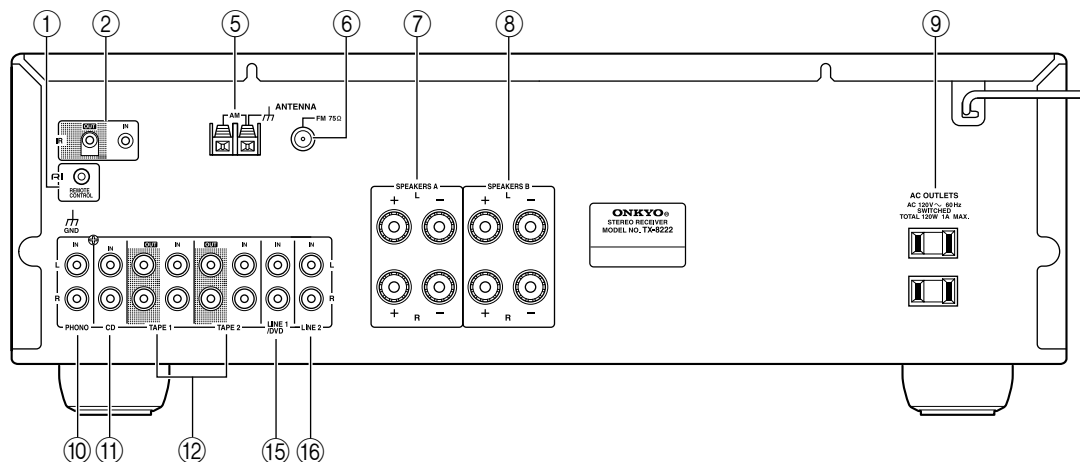 ① ② ⑤ ⑥ ⑦ ⑧ ⑨
OUT IN
IR
RI
REMOTE
CONTROL
GND
AM
ANTENNA
FM 75Ω
SPEAKERS A
+ L −
+ R −
SPEAKERS B
+ L −
+ R −
ONKYO®
STEREO RECEIVER
MODEL NO. TX-8222
AC OUTLETS
AC 120V ~ 60Hz
SWITCHED
TOTAL 120W 1A MAX.
IN IN OUT IN OUT IN IN IN
L L
R R
PHONO CD TAPE 1 TAPE 2 LINE 1 LINE 2
/DVD
⑩ ⑪ ⑫ ⑮ ⑯